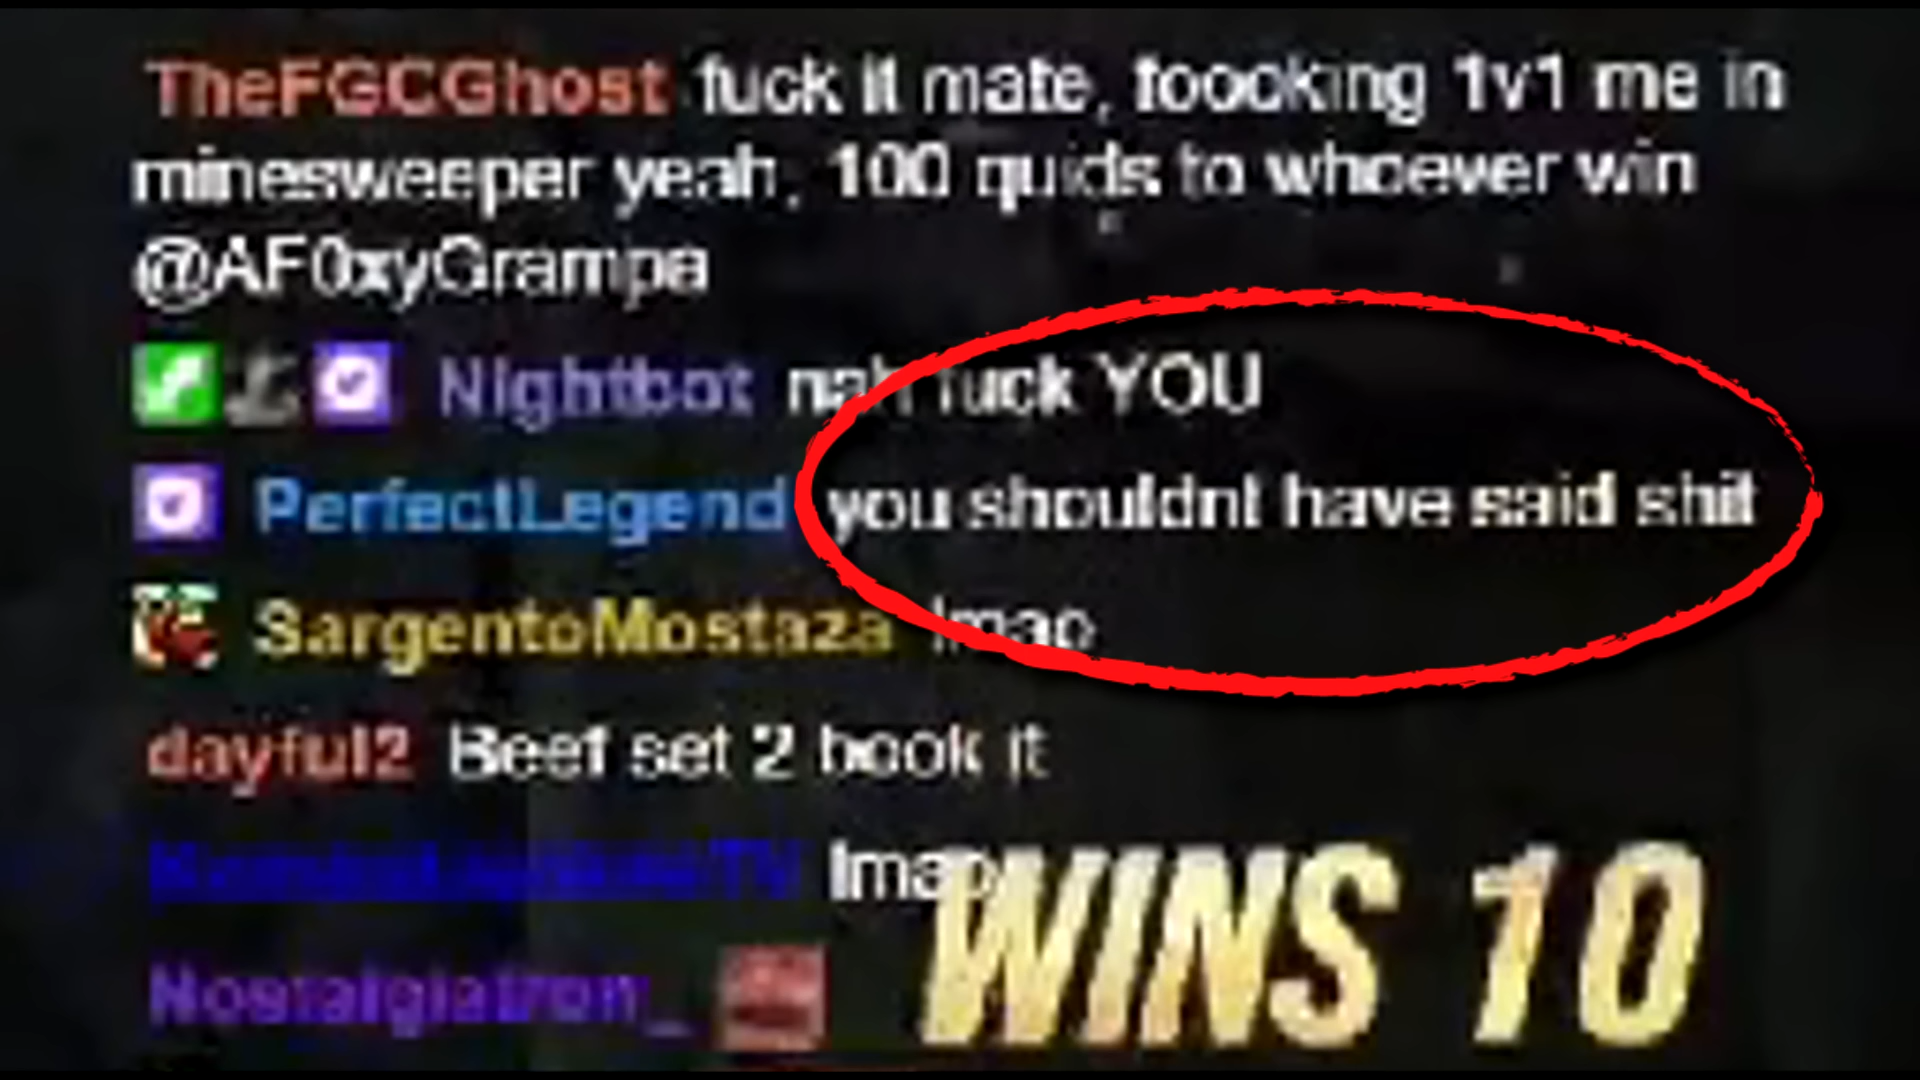 TheFGCGhost fuck it mate, foocking 1v1 me in
minesweeper yeah, 100 quids to whoever win
@AF0xyGrampa
Nightbot nah fuck YOU
PerfectLegend you shouldnt have said shit
SargentoMostaza lmao
dayful2 Beef set 2 book it
lmao
Nostalgiatron_
WINS 10